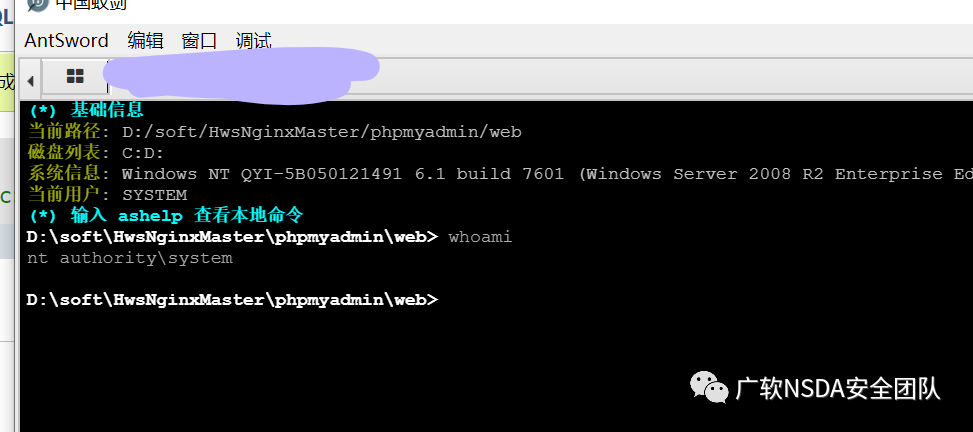 中国蚁剑
QL
AntSword 编辑 窗口 调试
成
(*) 基础信息
当前路径: D:/soft/HwsNginxMaster/phpmyadmin/web
磁盘列表: C:D:
系统信息: Windows NT QYI-5B050121491 6.1 build 7601 (Windows Server 2008 R2 Enterprise Ed
c
当前用户: SYSTEM
(*) 输入 ashelp 查看本地命令
D:\soft\HwsNginxMaster\phpmyadmin\web> whoami
nt authority\system
D:\soft\HwsNginxMaster\phpmyadmin\web>
广软NSDA安全团队